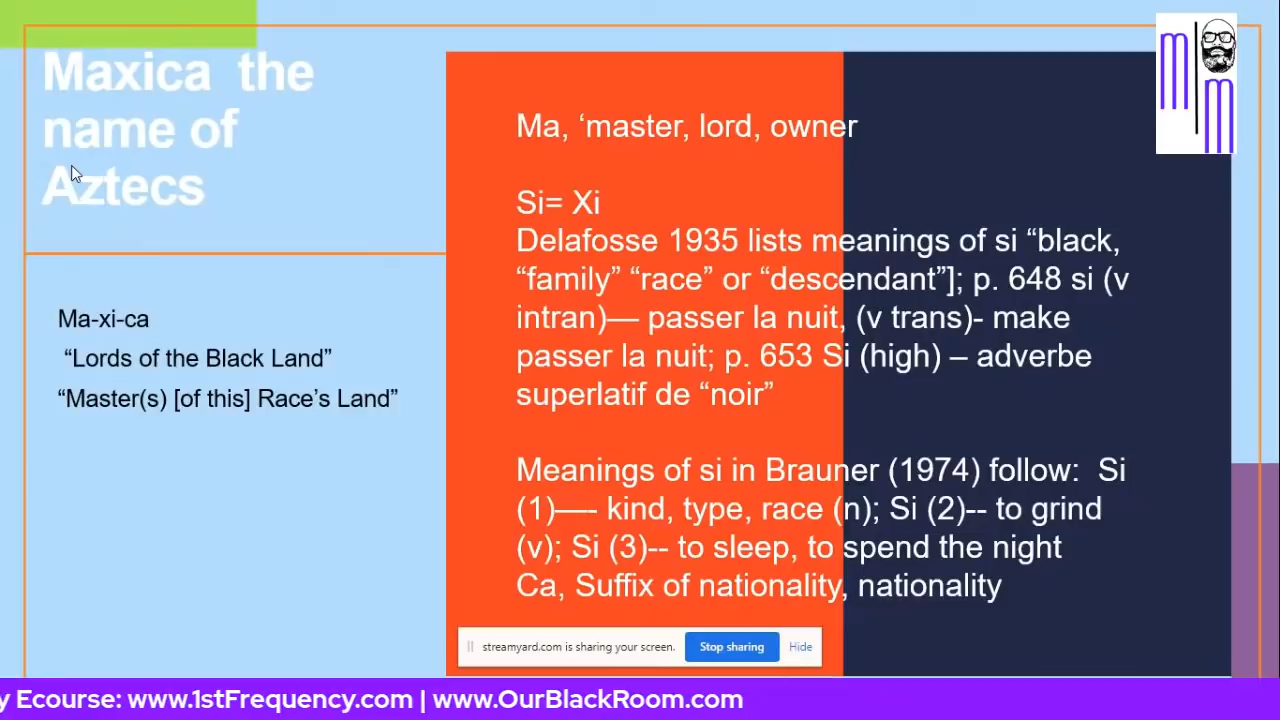 Maxica the
name of
Aztecs
Ma-xi-ca
“Lords of the Black Land”
“Master(s) [of this] Race’s Land”
Ma, ‘master, lord, owner
Si= Xi
Delafosse 1935 lists meanings of si “black,
“family” “race” or “descendant”]; p. 648 si (v
intran)–– passer la nuit, (v trans)- make
passer la nuit; p. 653 Si (high) – adverbe
superlatif de “noir”
Meanings of si in Brauner (1974) follow: Si
(1)–—- kind, type, race (n); Si (2)-- to grind
(v); Si (3)-- to sleep, to spend the night
Ca, Suffix of nationality, nationality
m
m
streamyard.com is sharing your screen.
Stop sharing
Hide
y Ecourse: www.1stFrequency.com | www.OurBlackRoom.com